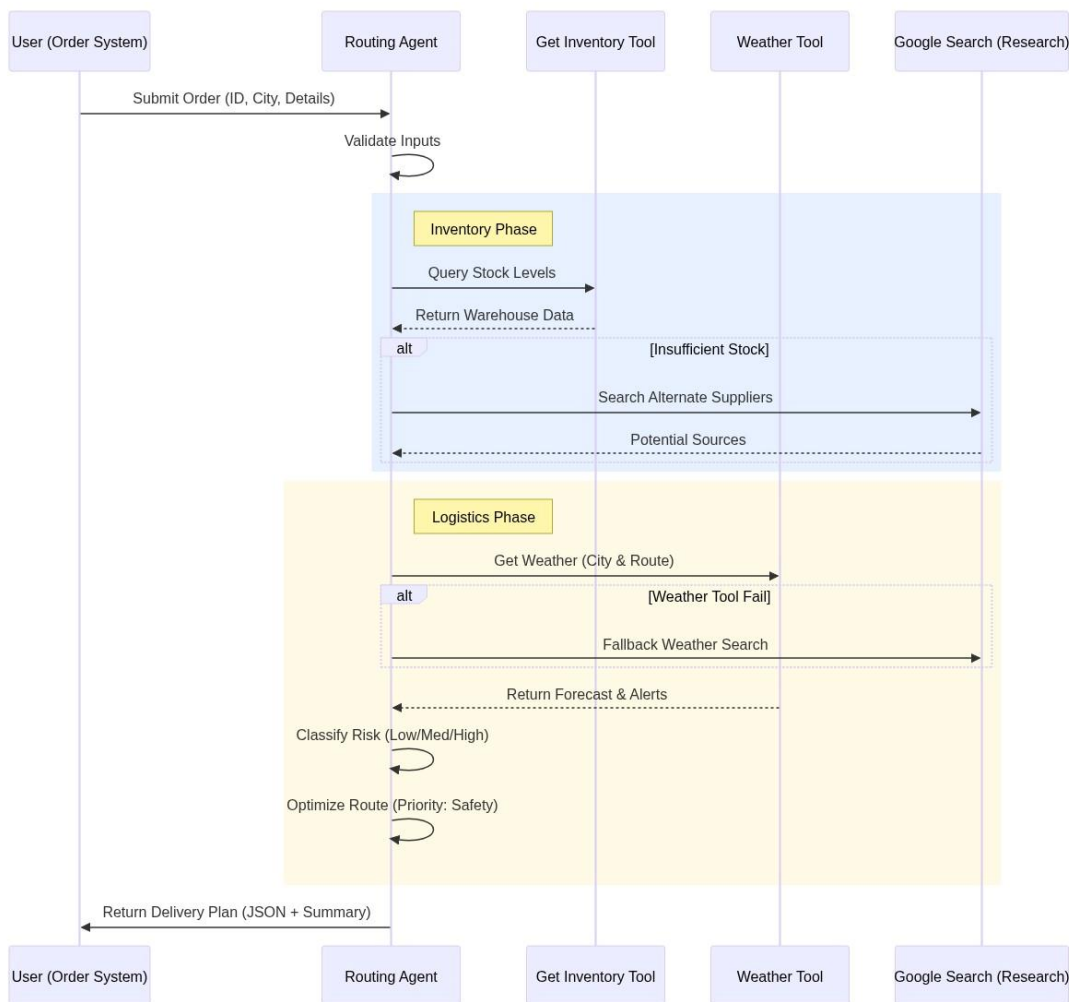 User (Order System)
Routing Agent
Get Inventory Tool
Weather Tool
Google Search (Research)
Submit Order (ID, City, Details)
Validate Inputs
Inventory Phase
Query Stock Levels
Return Warehouse Data
alt
[Insufficient Stock]
Search Alternate Suppliers
Potential Sources
Logistics Phase
Get Weather (City & Route)
alt
[Weather Tool Fail]
Fallback Weather Search
Return Forecast & Alerts
Classify Risk (Low/Med/High)
Optimize Route (Priority: Safety)
Return Delivery Plan (JSON + Summary)
User (Order System)
Routing Agent
Get Inventory Tool
Weather Tool
Google Search (Research)